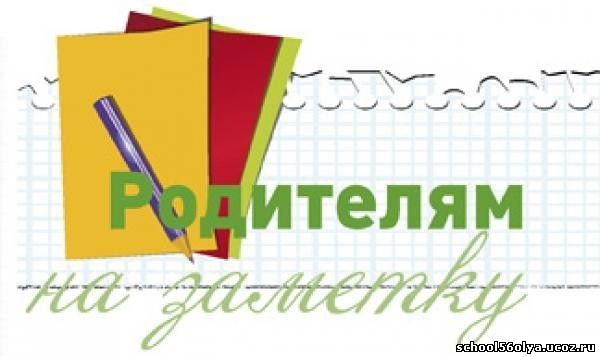 Родителям
на заметку
school56olya.ucoz.ru